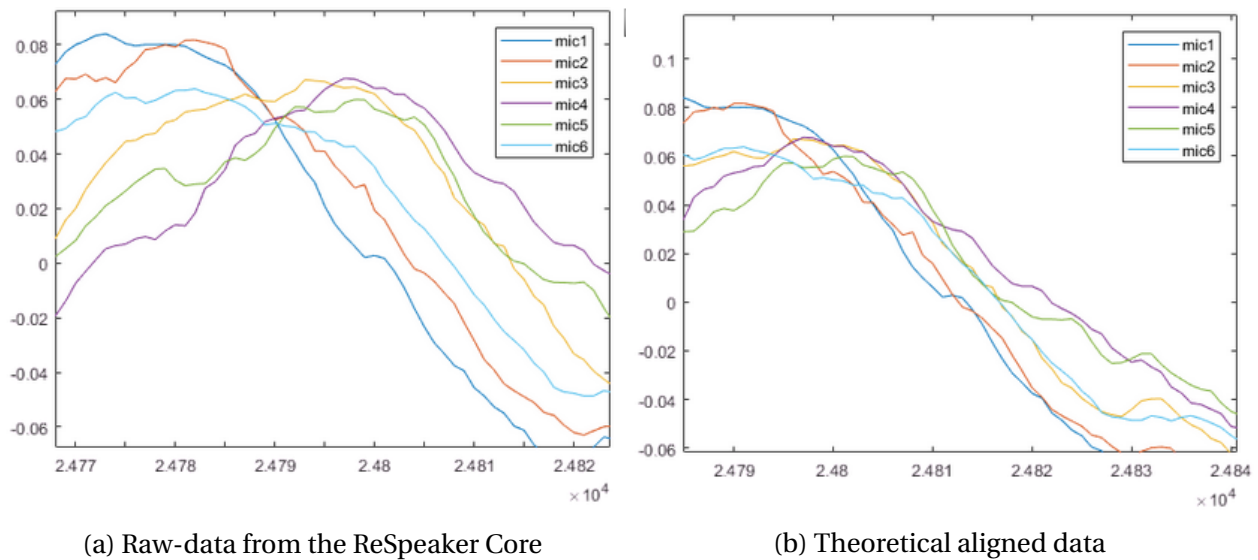 0.08
0.06
0.04
0.02
0
-0.02
-0.04
-0.06
2.477 2.478 2.479 2.48 2.481 2.482
×10⁴
mic1
mic2
mic3
mic4
mic5
mic6
(a) Raw-data from the ReSpeaker Core
0.1
0.08
0.06
0.04
0.02
0
-0.02
-0.04
-0.06
2.479 2.48 2.481 2.482 2.483 2.484
×10⁴
mic1
mic2
mic3
mic4
mic5
mic6
(b) Theoretical aligned data